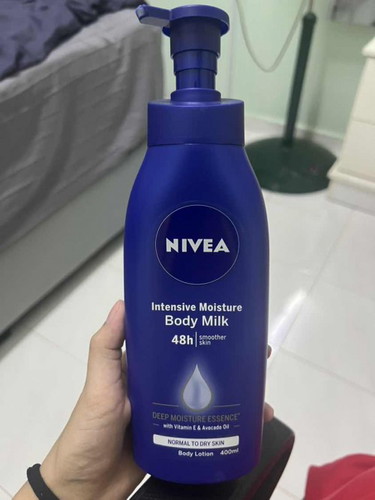 NIVEA
Intensive Moisture
Body Milk
48h smoother
skin
DEEP MOISTURE ESSENCE
with Vitamin E & Avocado Oil
NORMAL TO DRY SKIN
Body Lotion 400ml